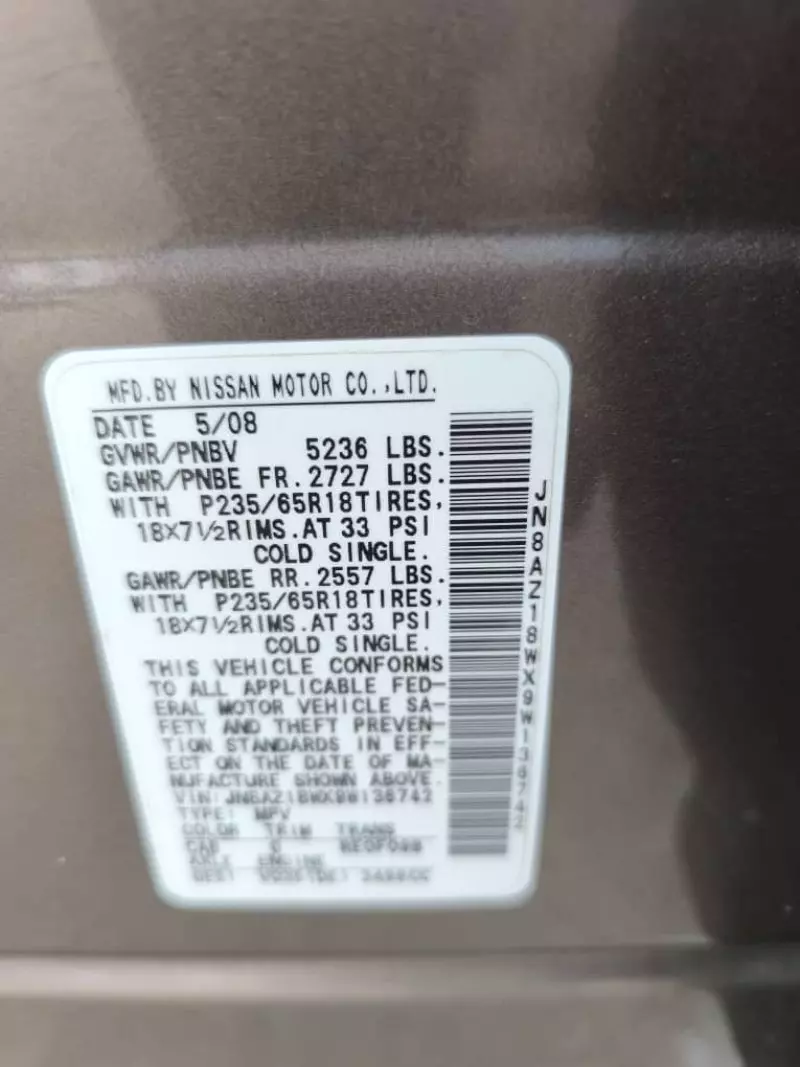 MFD.BY NISSAN MOTOR CO.,LTD.
DATE 5/08
GVWR/PNBV 5236 LBS.
GAWR/PNBE FR.2727 LBS.
WITH P235/65R18TIRES,
18X7½RIMS.AT 33 PSI
COLD SINGLE.
GAWR/PNBE RR.2557 LBS.
WITH P235/65R18TIRES,
18X7½RIMS.AT 33 PSI
COLD SINGLE.
THIS VEHICLE CONFORMS
TO ALL APPLICABLE FED-
ERAL MOTOR VEHICLE SA-
FETY AND THEFT PREVEN-
TION STANDARDS IN EFF-
ECT ON THE DATE OF MA-
NUFACTURE SHOWN ABOVE.
VIN: JN8AZ18WX9W136742
TYPE: MPV
COLOR TRIM TRANS
AXLE ENGINE
JN8AZ18WX9W136742